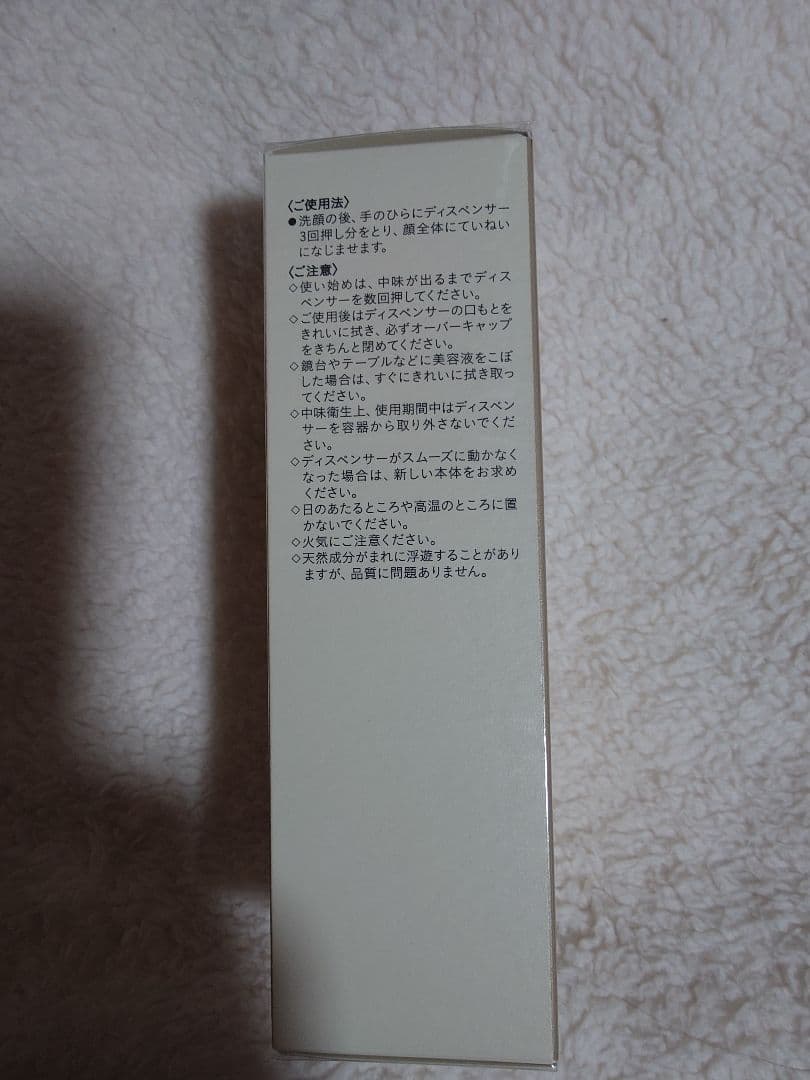 〈ご使用法〉
●洗顔の後、手のひらにディスペンサー
3回押し分をとり、顔全体にていねい
になじませます。
〈ご注意〉
◇使い始めは、中味が出るまでディス
ペンサーを数回押してください。
◇ご使用後はディスペンサーの口もとを
きれいに拭き、必ずオーバーキャップ
をきちんと閉めてください。
◇鏡台やテーブルなどに美容液をこぼ
した場合は、すぐにきれいに拭き取っ
てください。
◇中味衛生上、使用期間中はディスペン
サーを容器から取り外さないでくだ
さい。
◇ディスペンサーがスムーズに動かなく
なった場合は、新しい本体をお求め
ください。
◇日のあたるところや高温のところに置
かないでください。
◇火気にご注意ください。
◇天然成分がまれに浮遊することがあり
ますが、品質に問題ありません。